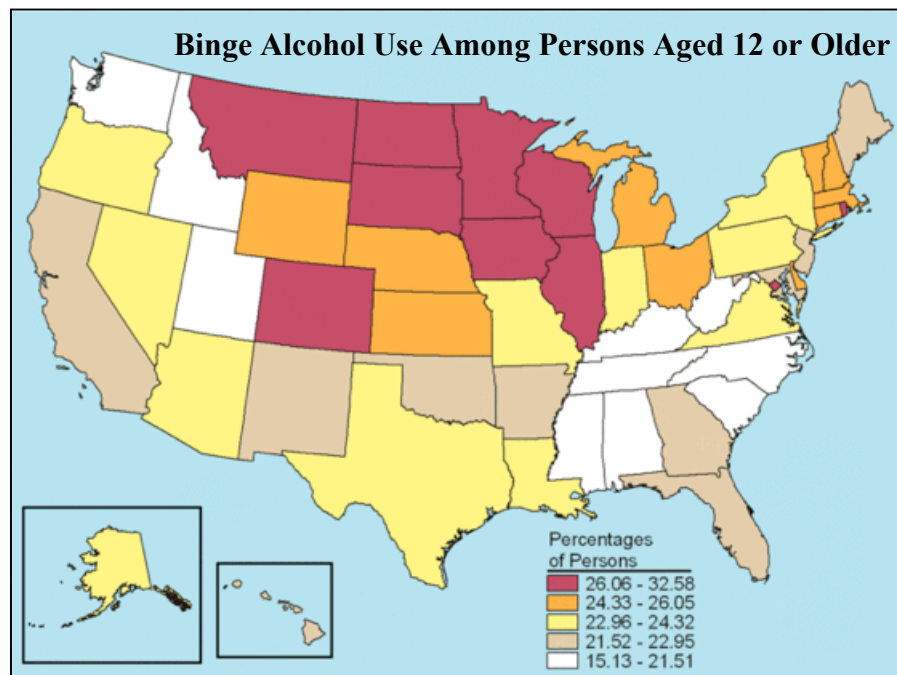 Binge Alcohol Use Among Persons Aged 12 or Older
Percentages
of Persons
26.06 - 32.58
24.33 - 26.05
22.96 - 24.32
21.52 - 22.95
15.13 - 21.51